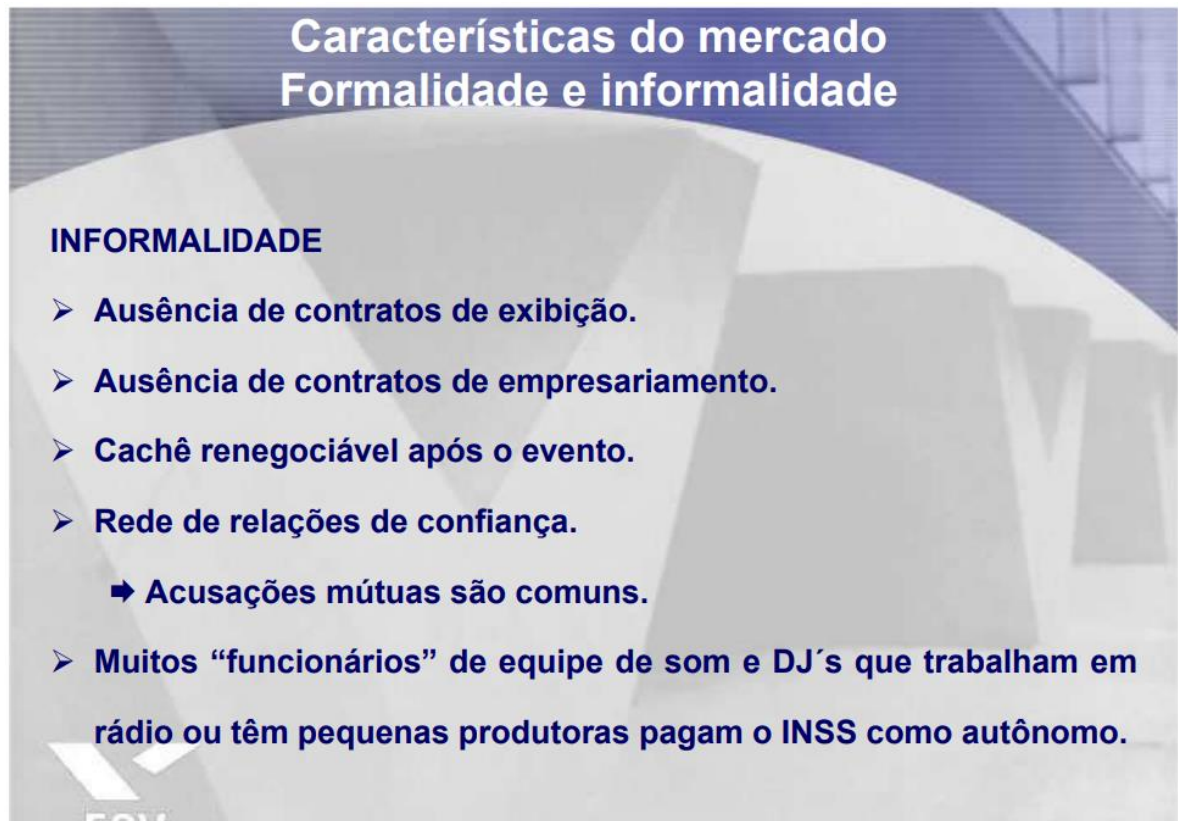 Características do mercado
Formalidade e informalidade
INFORMALIDADE
➢ Ausência de contratos de exibição.
➢ Ausência de contratos de empresariamento.
➢ Cachê renegociável após o evento.
➢ Rede de relações de confiança.
➡ Acusações mútuas são comuns.
➢ Muitos “funcionários” de equipe de som e DJ´s que trabalham em
rádio ou têm pequenas produtoras pagam o INSS como autônomo.